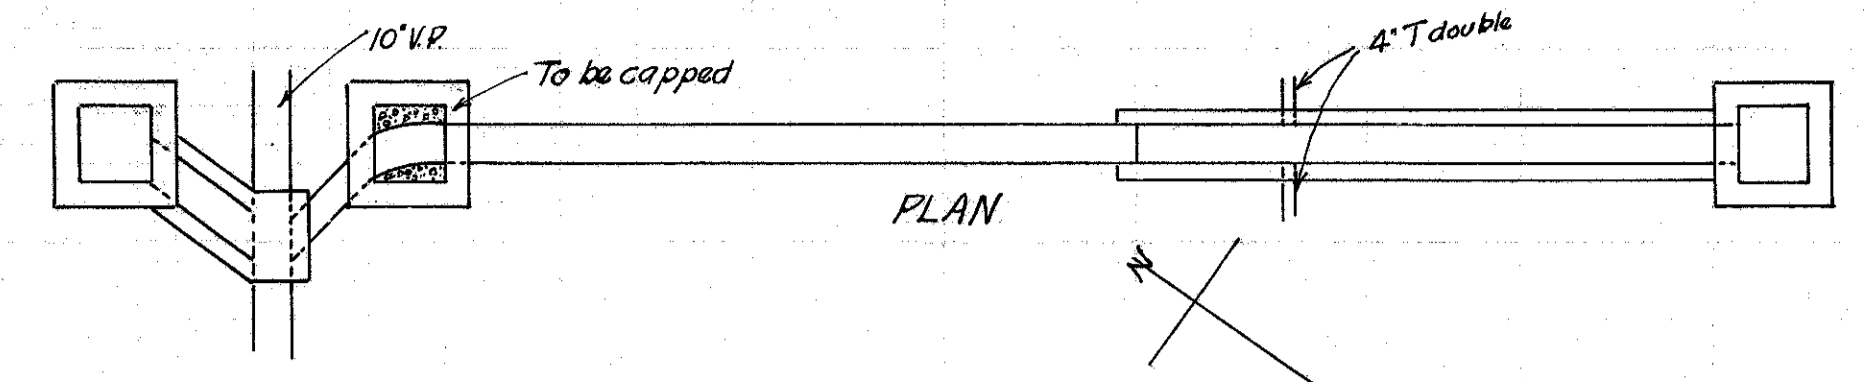 10" V.P.
To be capped
4" T double
PLAN
N